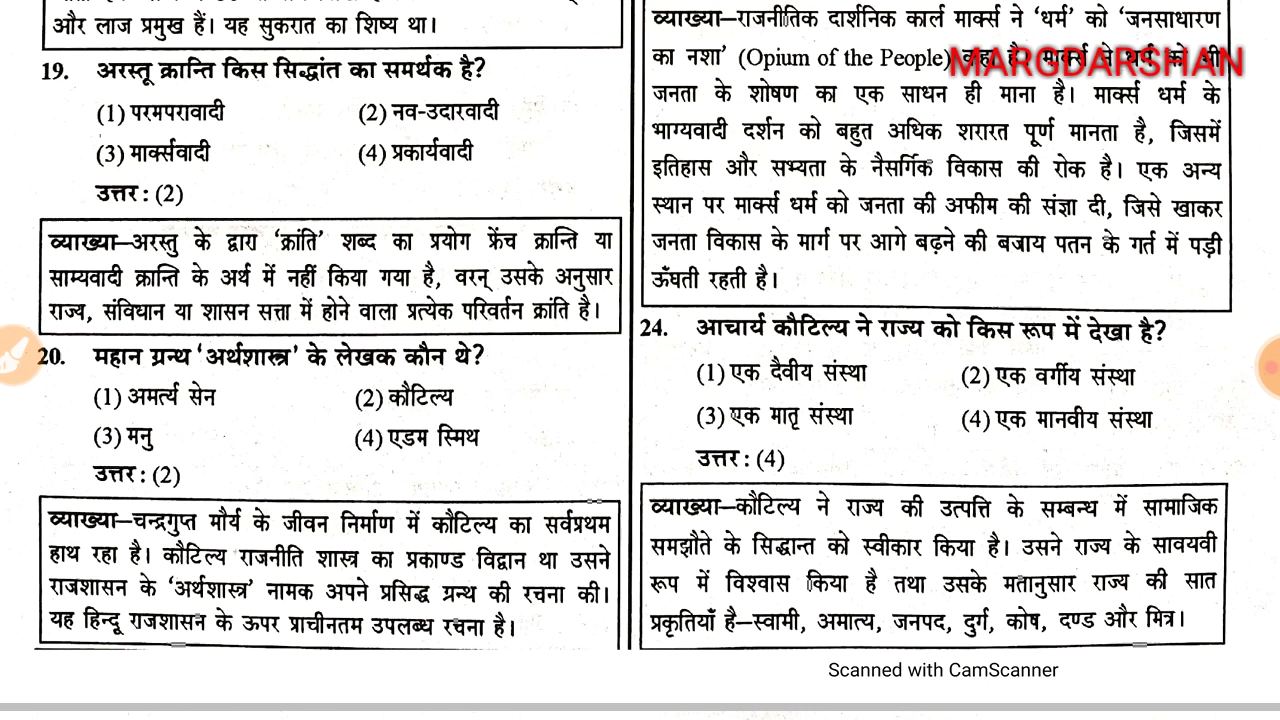 और लाज प्रमुख हैं। यह सुकरात का शिष्य था।
19. अरस्तू क्रान्ति किस सिद्धांत का समर्थक है?
(1) परमपरावादी (2) नव-उदारवादी
(3) मार्क्सवादी (4) प्रकार्यवादी
उत्तर : (2)
व्याख्या–अरस्तु के द्वारा ‘क्रांति’ शब्द का प्रयोग फ्रेंच क्रान्ति या
साम्यवादी क्रान्ति के अर्थ में नहीं किया गया है, वरन् उसके अनुसार
राज्य, संविधान या शासन सत्ता में होने वाला प्रत्येक परिवर्तन क्रांति है।
20. महान ग्रन्थ ‘अर्थशास्त्र’ के लेखक कौन थे?
(1) अमर्त्य सेन (2) कौटिल्य
(3) मनु (4) एडम स्मिथ
उत्तर : (2)
व्याख्या–चन्द्रगुप्त मौर्य के जीवन निर्माण में कौटिल्य का सर्वप्रथम
हाथ रहा है। कौटिल्य राजनीति शास्त्र का प्रकाण्ड विद्वान था उसने
राजशासन के ‘अर्थशास्त्र’ नामक अपने प्रसिद्ध ग्रन्थ की रचना की।
यह हिन्दू राजशासन के ऊपर प्राचीनतम उपलब्ध रचना है।
व्याख्या–राजनीतिक दार्शनिक कार्ल मार्क्स ने ‘धर्म’ को ‘जनसाधारण
का नशा’ (Opium of the People)
MARGDARSHAN
जनता के शोषण का एक साधन ही माना है। मार्क्स धर्म के
भाग्यवादी दर्शन को बहुत अधिक शरारत पूर्ण मानता है, जिसमें
इतिहास और सभ्यता के नैसर्गिक विकास की रोक है। एक अन्य
स्थान पर मार्क्स धर्म को जनता की अफीम की संज्ञा दी, जिसे खाकर
जनता विकास के मार्ग पर आगे बढ़ने की बजाय पतन के गर्त में पड़ी
ऊँघती रहती है।
24. आचार्य कौटिल्य ने राज्य को किस रूप में देखा है?
(1) एक दैवीय संस्था (2) एक वर्गीय संस्था
(3) एक मातृ संस्था (4) एक मानवीय संस्था
उत्तर : (4)
व्याख्या–कौटिल्य ने राज्य की उत्पत्ति के सम्बन्ध में सामाजिक
समझौते के सिद्धान्त को स्वीकार किया है। उसने राज्य के सावयवी
रूप में विश्वास किया है तथा उसके मतानुसार राज्य की सात
प्रकृतियाँ है–स्वामी, अमात्य, जनपद, दुर्ग, कोष, दण्ड और मित्र।
Scanned with CamScanner